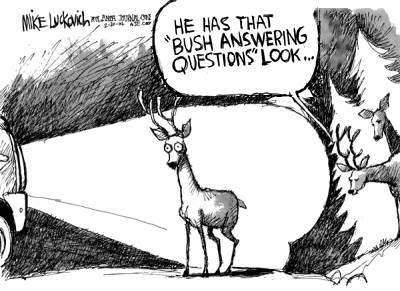 MIKE LUCKOVICH
HE HAS THAT
"BUSH ANSWERING
QUESTIONS" LOOK...